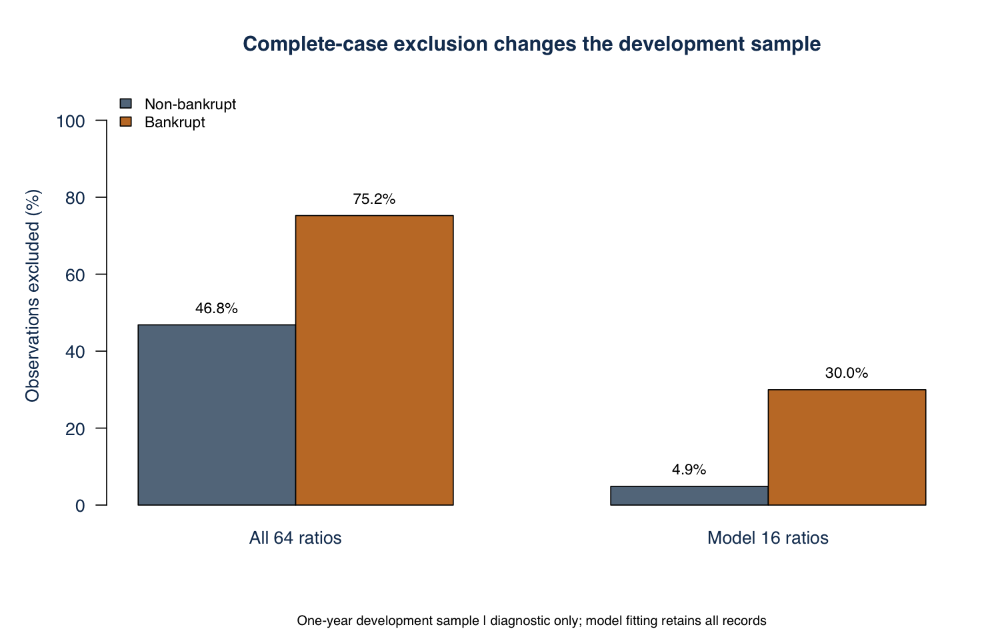 Complete-case exclusion changes the development sample
Non-bankrupt
Bankrupt
Observations excluded (%)
100
80
60
40
20
0
46.8%
75.2%
4.9%
30.0%
All 64 ratios
Model 16 ratios
One-year development sample | diagnostic only; model fitting retains all records